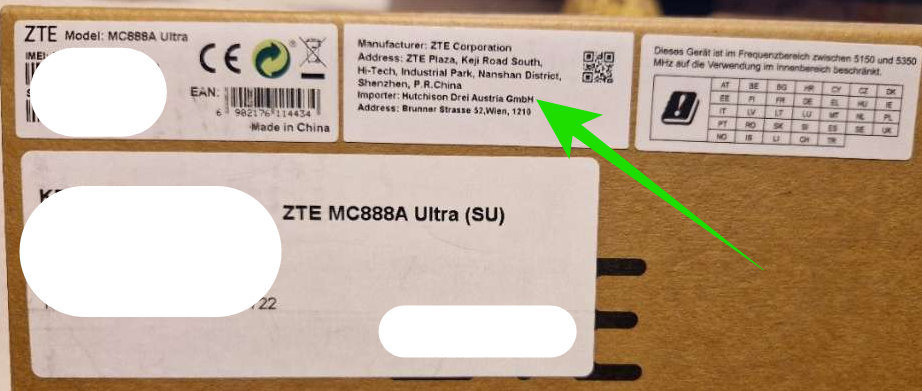 ZTE Model: MC888A Ultra
IMEI:
S
CE
EAN:
6 982176 114434
Made in China
Manufacturer: ZTE Corporation
Address: ZTE Plaza, Keji Road South,
Hi-Tech, Industrial Park, Nanshan District,
Shenzhen, P.R.China
Importer: Hutchison Drei Austria GmbH
Address: Brunner Strasse 52,Wien, 1210
Dieses Gerät ist im Frequenzbereich zwischen 5150 und 5350
MHz auf die Verwendung im Innenbereich beschränkt.
AT BE BG HR CY CZ DK
EE FI FR DE EL HU IE
IT LV LT LU MT NL PL
PT RO SK SI ES SE UK
NO IS LI CH TR
ZTE MC888A Ultra (SU)
22